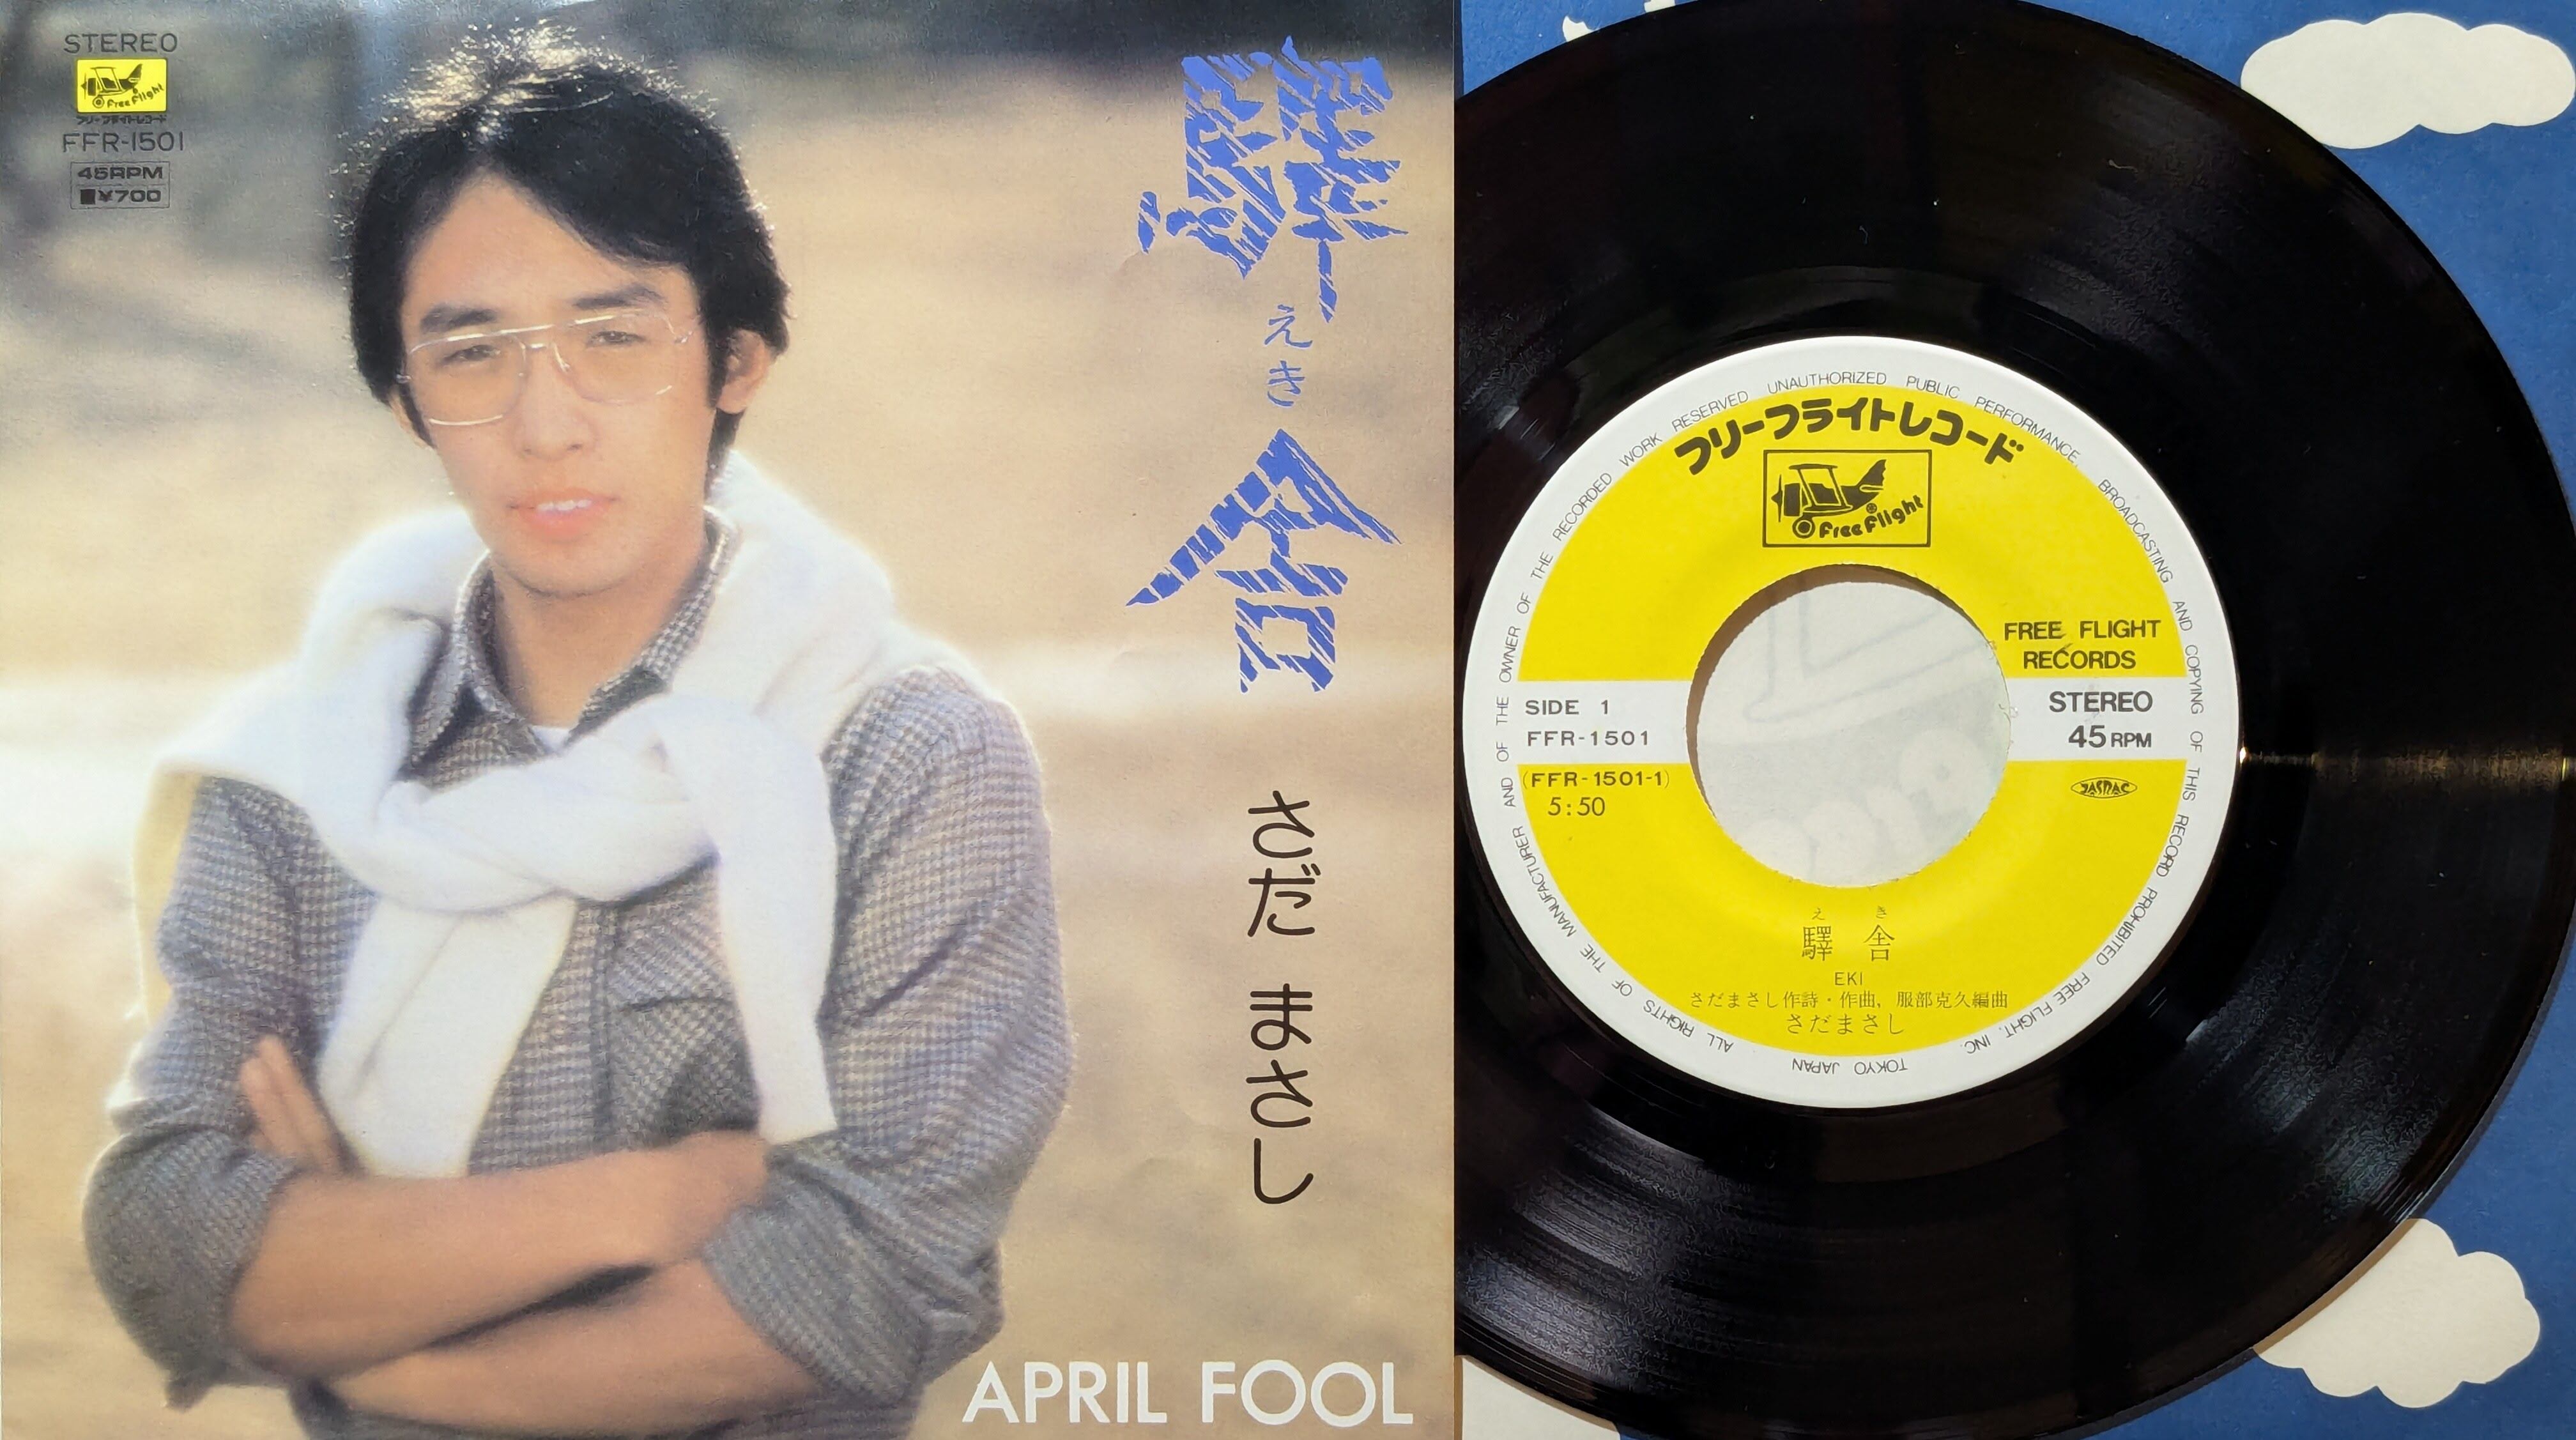 STEREO
Free Flight
フリーフライトレコード
FFR-1501
45RPM
¥700
驛舎
えき
さだ まさし
APRIL FOOL
ALL RIGHTS OF THE MANUFACTURER AND OF THE OWNER OF THE RECORDED WORK RESERVED UNAUTHORIZED PUBLIC PERFORMANCE, BROADCASTING AND COPYING OF THIS RECORD PROHIBITED FREE FLIGHT, INC. TOKYO JAPAN
フリーフライトレコード
Free Flight
FREE FLIGHT
RECORDS
SIDE 1
FFR-1501
STEREO
45 RPM
(FFR-1501-1)
5:50
JASRAC
えき
驛舎
EKI
さだまさし作詩・作曲, 服部克久編曲
さだまさし